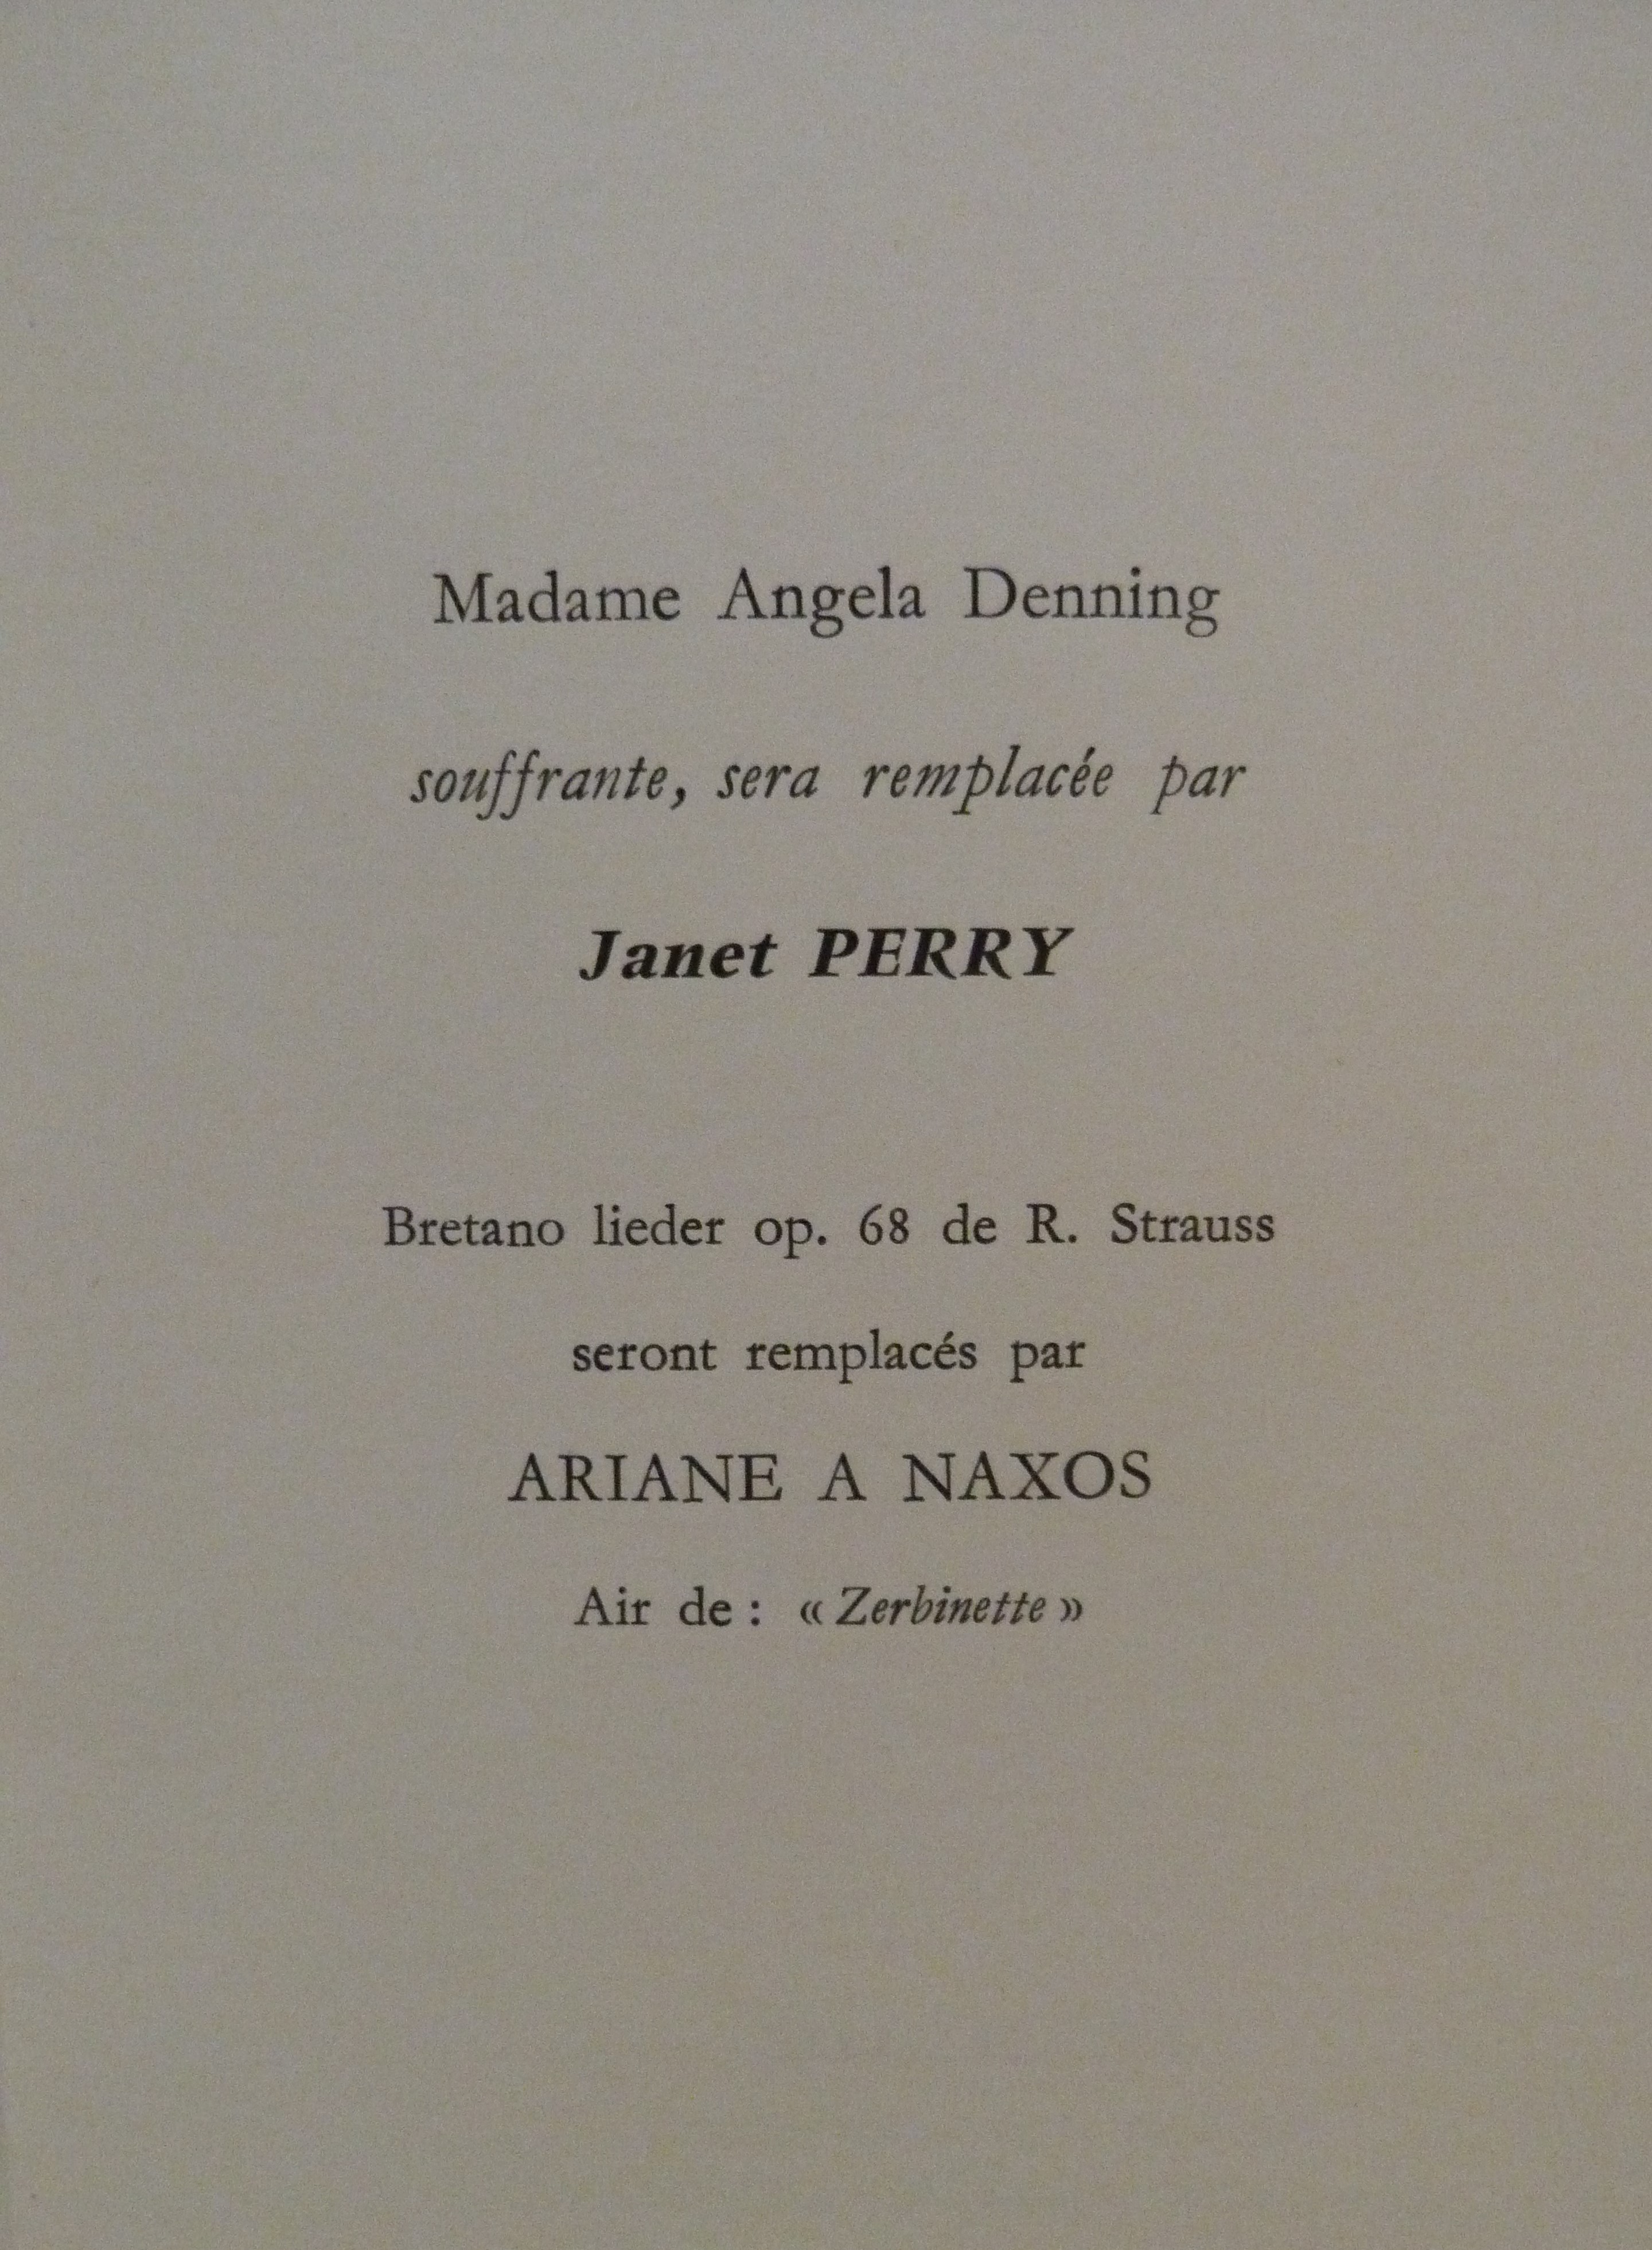 Madame Angela Denning
souffrante, sera remplacée par
Janet PERRY
Bretano lieder op. 68 de R. Strauss
seront remplacés par
ARIANE A NAXOS
Air de : « Zerbinette »